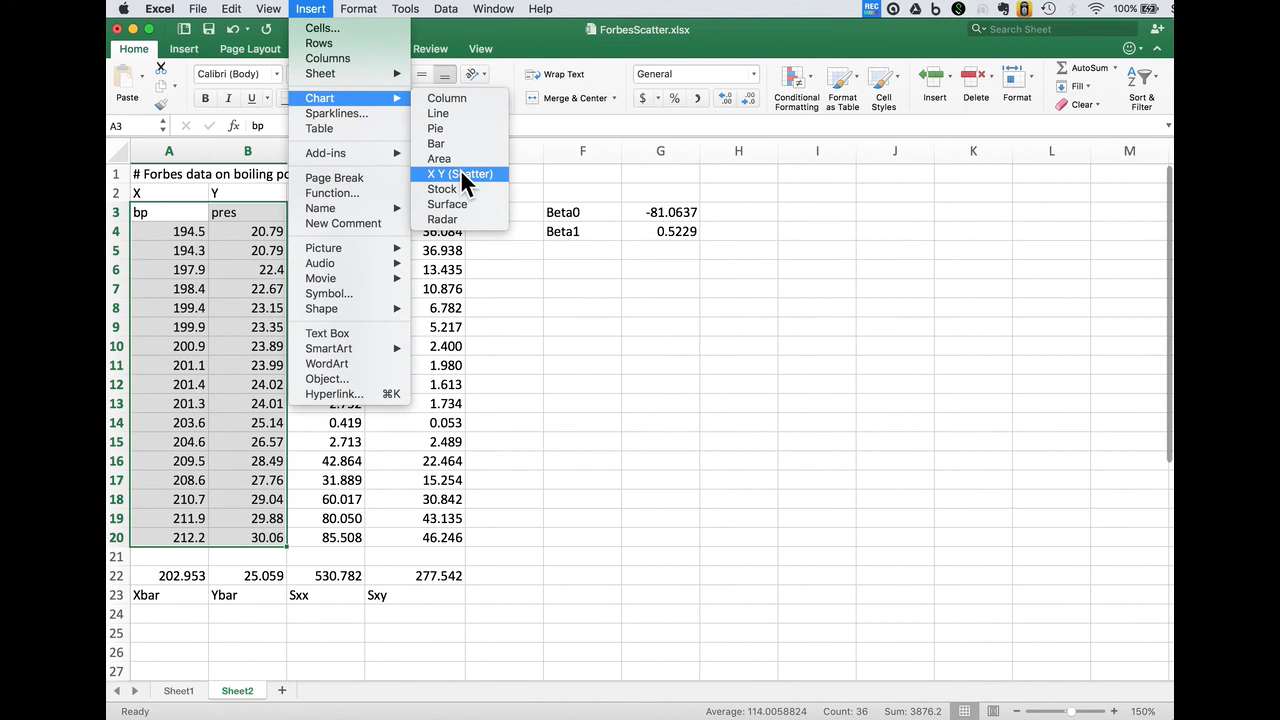 Excel File Edit View Insert Format Tools Data Window Help 100%
ForbesScatter.xlsx Search Sheet
Home Insert Page Layout Review View
Cells...
Rows
Columns
Sheet
Chart
Sparklines...
Table
Add-ins
Page Break
Function...
Name
New Comment
Picture
Audio
Movie
Symbol...
Shape
Text Box
SmartArt
WordArt
Object...
Hyperlink... ⌘K
Column
Line
Pie
Bar
Area
X Y (Scatter)
Stock
Surface
Radar
Paste
Calibri (Body)
B I U
Wrap Text
Merge & Center
General
$ % )
Conditional Formatting
Format as Table
Insert Delete Format
AutoSum
Fill
Clear
Sort & Filter
A3 fx bp
A B F G H I J K L M
1 # Forbes data on boiling po
2 X Y
3 bp pres Beta0 -81.0637
4 194.5 20.79 36.084 Beta1 0.5229
5 194.3 20.79 36.938
6 197.9 22.4 13.435
7 198.4 22.67 10.876
8 199.4 23.15 6.782
9 199.9 23.35 5.217
10 200.9 23.89 2.400
11 201.1 23.99 1.980
12 201.4 24.02 1.613
13 201.3 24.01 2.732 1.734
14 203.6 25.14 0.419 0.053
15 204.6 26.57 2.713 2.489
16 209.5 28.49 42.864 22.464
17 208.6 27.76 31.889 15.254
18 210.7 29.04 60.017 30.842
19 211.9 29.88 80.050 43.135
20 212.2 30.06 85.508 46.246
21
22 202.953 25.059 530.782 277.542
23 Xbar Ybar Sxx Sxy
24
25
26
27
Sheet1 Sheet2 +
Ready Average: 114.0058824 Count: 36 Sum: 3876.2 150%